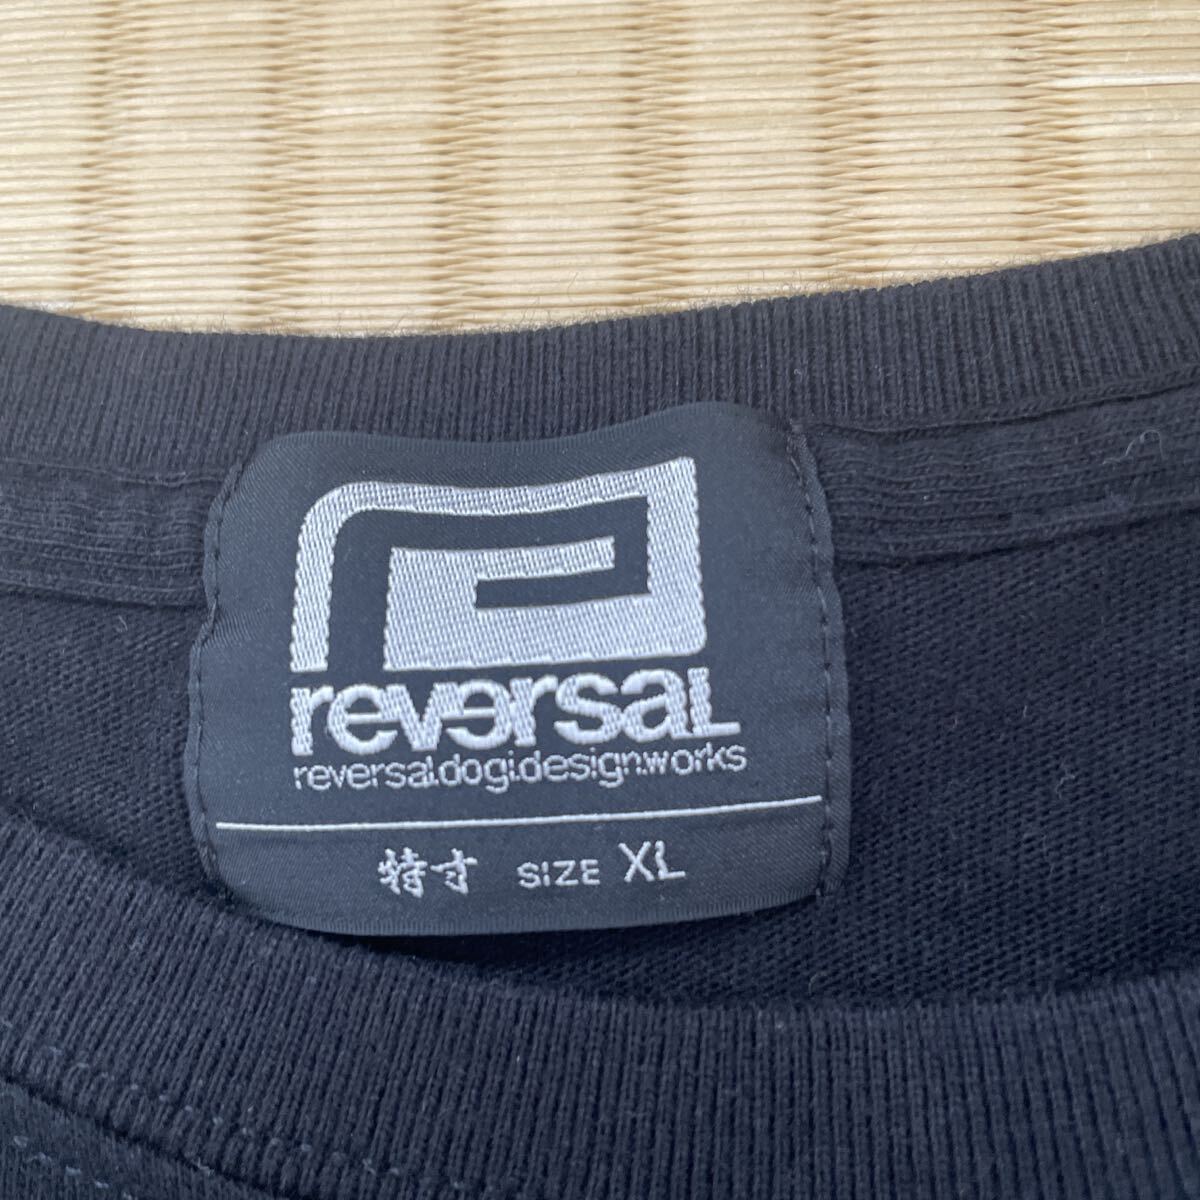 reversal
reversal.dogi.design.works
特寸 SIZE XL